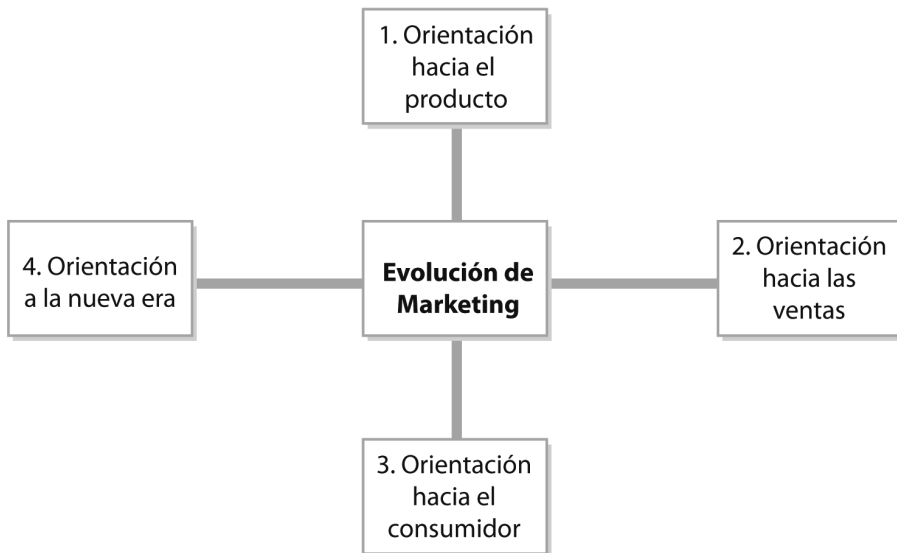 1. Orientación
hacia el
producto
4. Orientación
a la nueva era
Evolución de
Marketing
2. Orientación
hacia las
ventas
3. Orientación
hacia el
consumidor